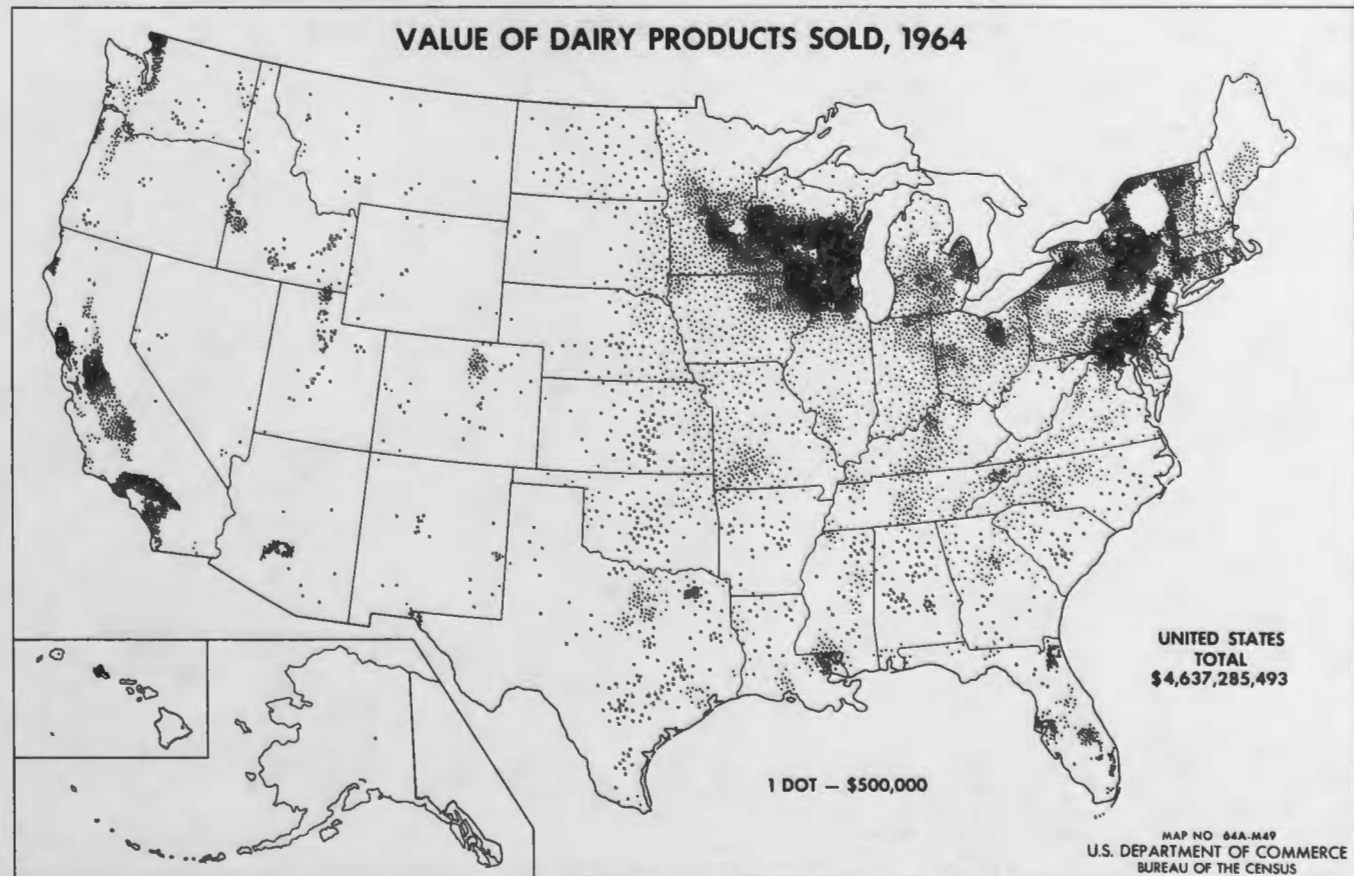 VALUE OF DAIRY PRODUCTS SOLD, 1964
UNITED STATES
TOTAL
$4,637,285,493
1 DOT — $500,000
MAP NO 64A-M49
U.S. DEPARTMENT OF COMMERCE
BUREAU OF THE CENSUS